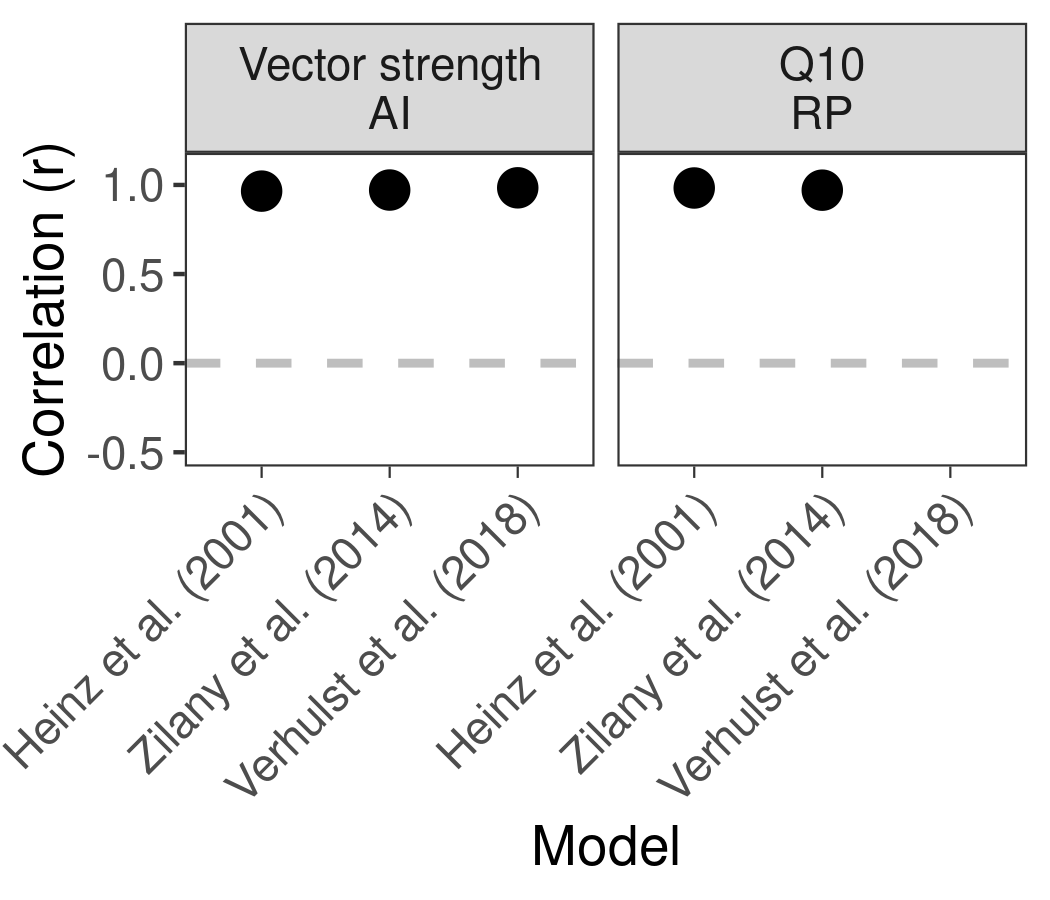 Vector strength
AI
Q10
RP
Correlation (r)
1.0
0.5
0.0
-0.5
Heinz et al. (2001)
Zilany et al. (2014)
Verhulst et al. (2018)
Heinz et al. (2001)
Zilany et al. (2014)
Verhulst et al. (2018)
Model